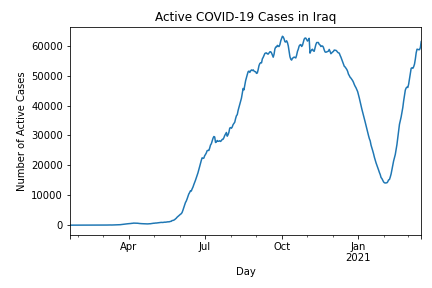 Active COVID-19 Cases in Iraq
Number of Active Cases
60000
50000
40000
30000
20000
10000
0
Apr
Jul
Oct
Jan
2021
Day